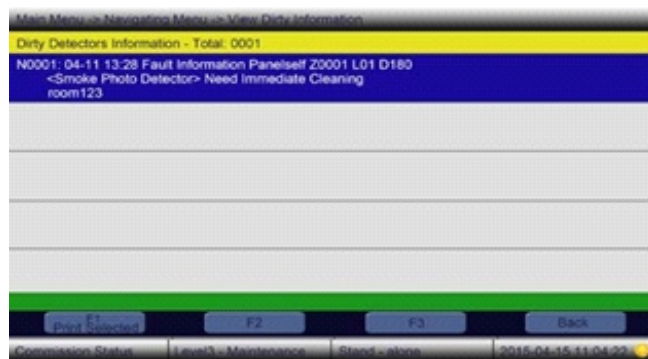 Main Menu -> Navigating Menu -> View Dirty Information
Dirty Detectors Information - Total: 0001
N0001: 04-11 13:28 Fault Information Panelself Z0001 L01 D180
<Smoke Photo Detector> Need Immediate Cleaning
room123
F1
Print Selected
F2
F3
Back
Commission Status
Level3 - Maintenance
Stand - alone
2015-04-15 11:04:22